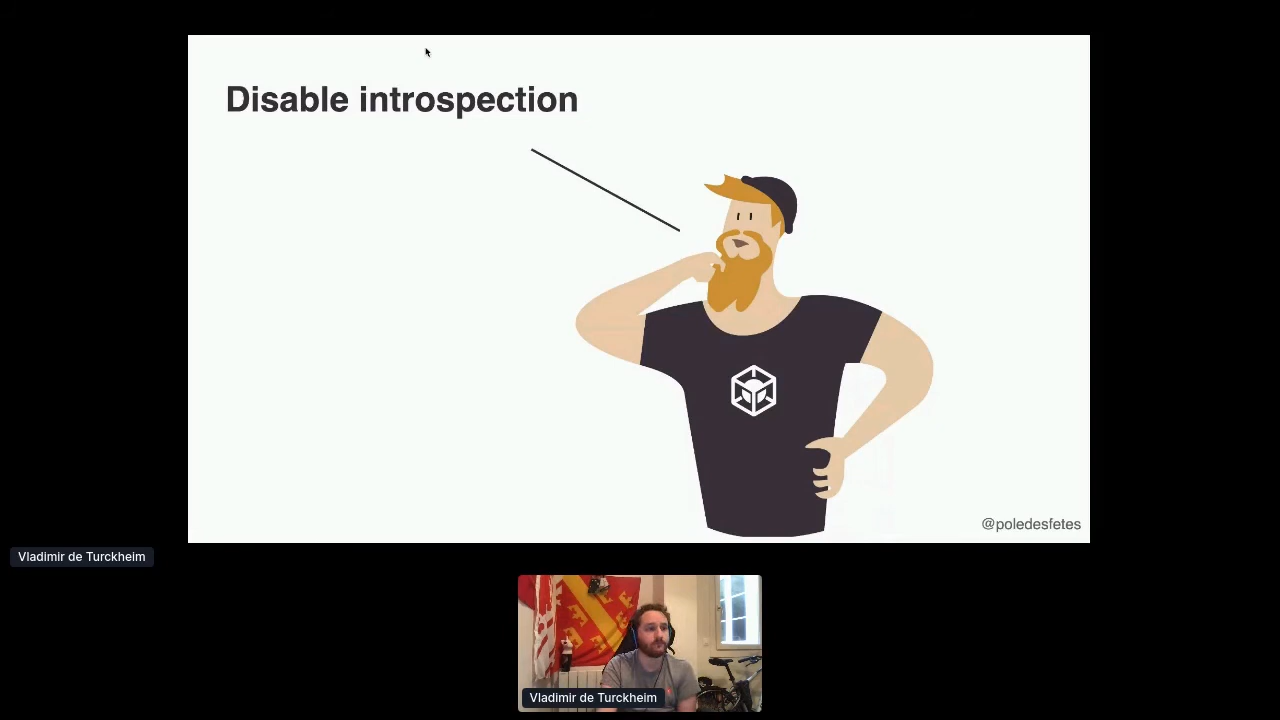 Disable introspection
@poledesfetes
Vladimir de Turckheim
Vladimir de Turckheim